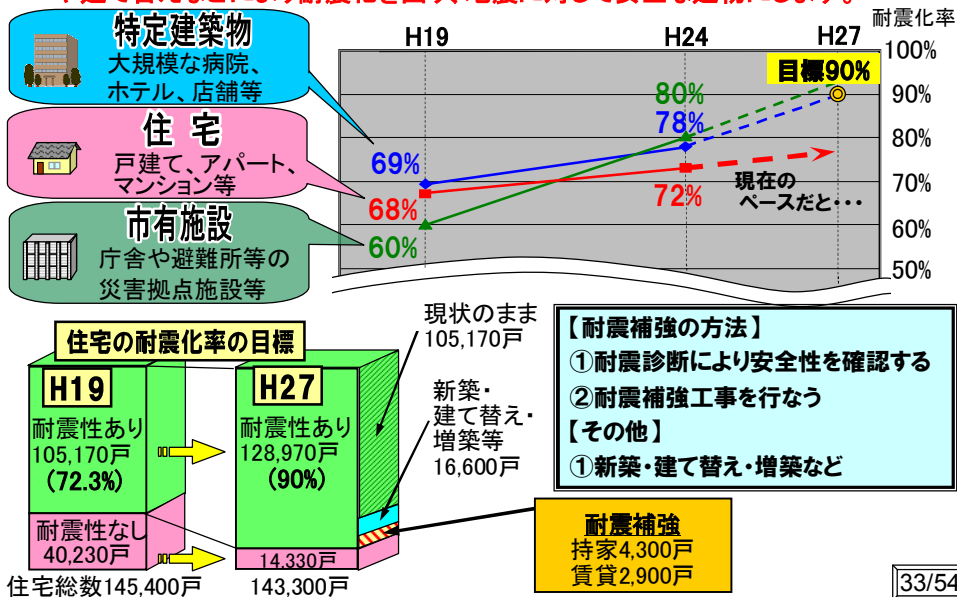 特定建築物
大規模な病院、
ホテル、店舗等
住 宅
戸建て、アパート、
マンション等
市有施設
庁舎や避難所等の
災害拠点施設等
耐震化率
H19
H24
H27
100%
90%
80%
70%
60%
50%
目標90%
80%
78%
69%
68%
72%
60%
現在の
ペースだと・・・
住宅の耐震化率の目標
H19
耐震性あり
105,170戸
(72.3%)
耐震性なし
40,230戸
住宅総数145,400戸
H27
耐震性あり
128,970戸
(90%)
14,330戸
143,300戸
現状のまま
105,170戸
新築・
建て替え・
増築等
16,600戸
耐震補強
持家4,300戸
賃貸2,900戸
【耐震補強の方法】
①耐震診断により安全性を確認する
②耐震補強工事を行なう
【その他】
①新築・建て替え・増築など
33/54